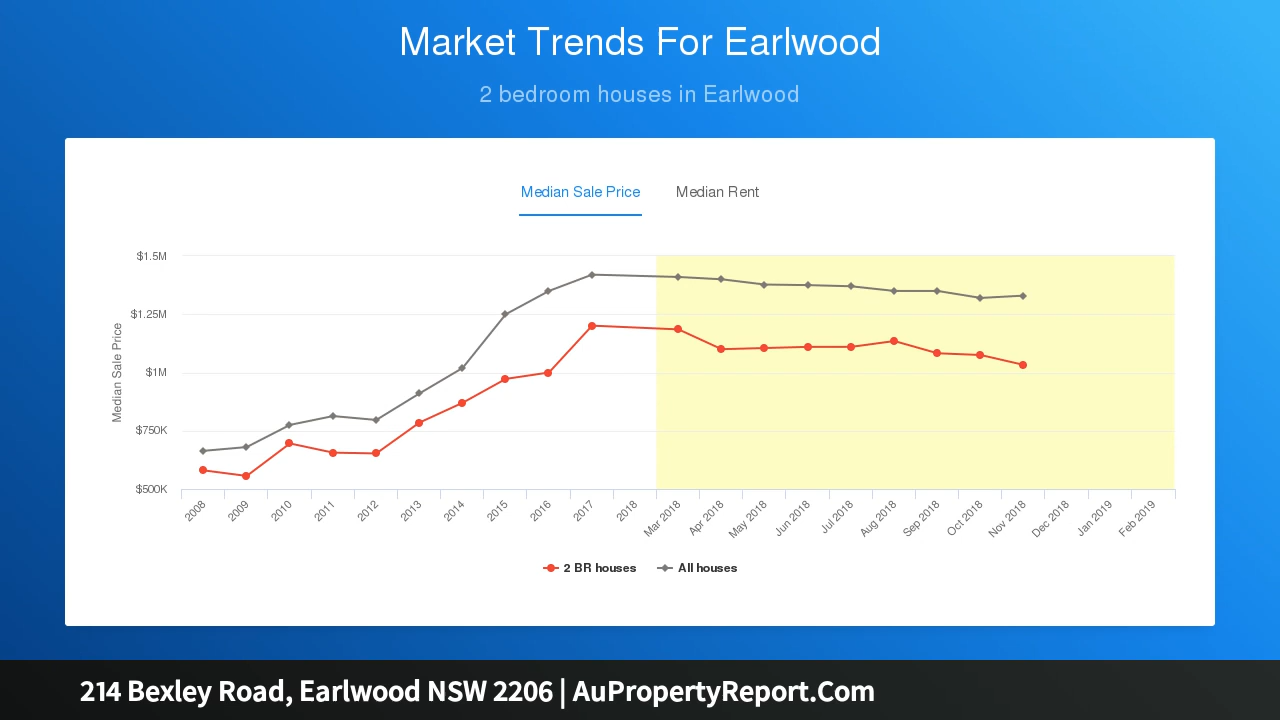 Market Trends For Earlwood
2 bedroom houses in Earlwood
Median Sale Price Median Rent
$1.5M
$1.25M
$1M
$750K
$500K
Median Sale Price
2008 2009 2010 2011 2012 2013 2014 2015 2016 2017 2018 Mar 2018 Apr 2018 May 2018 Jun 2018 Jul 2018 Aug 2018 Sep 2018 Oct 2018 Nov 2018 Dec 2018 Jan 2019 Feb 2019
2 BR houses All houses
214 Bexley Road, Earlwood NSW 2206 | AuPropertyReport.Com